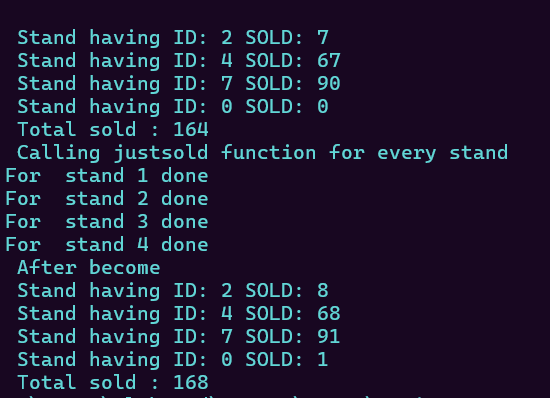 Stand having ID: 2 SOLD: 7
Stand having ID: 4 SOLD: 67
Stand having ID: 7 SOLD: 90
Stand having ID: 0 SOLD: 0
Total sold : 164
Calling justsold function for every stand
For  stand 1 done
For  stand 2 done
For  stand 3 done
For  stand 4 done
After become
Stand having ID: 2 SOLD: 8
Stand having ID: 4 SOLD: 68
Stand having ID: 7 SOLD: 91
Stand having ID: 0 SOLD: 1
Total sold : 168